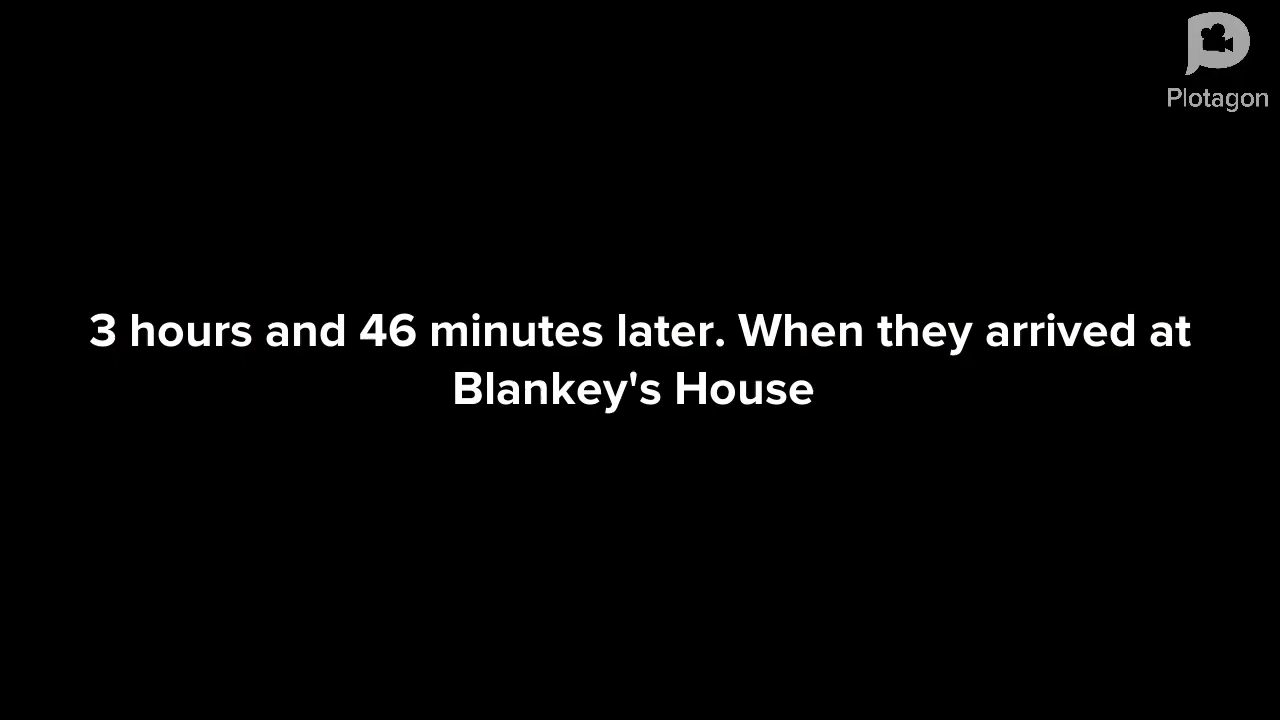 Plotagon
3 hours and 46 minutes later. When they arrived at
Blankey's House